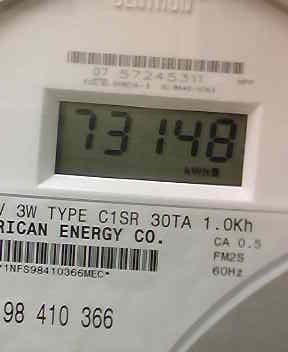 07 57245311
73148
kWh
V 3W TYPE C1SR 30TA 1.0Kh
RICAN ENERGY CO.
CA 0.5
FM2S
60Hz
*1NFS98410366MEC*
98 410 366